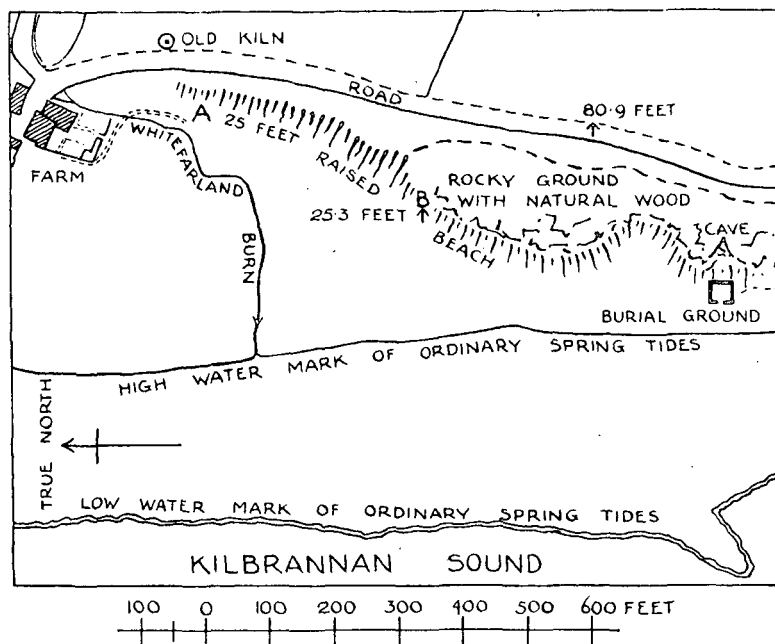 OLD KILN
ROAD
80·9 FEET
A 25 FEET RAISED BEACH
WHITEFARLAND BURN
FARM
B
25·3 FEET
ROCKY GROUND
WITH NATURAL WOOD
CAVE
BURIAL GROUND
HIGH WATER MARK OF ORDINARY SPRING TIDES
TRUE NORTH
LOW WATER MARK OF ORDINARY SPRING TIDES
KILBRANNAN SOUND
100 0 100 200 300 400 500 600 FEET